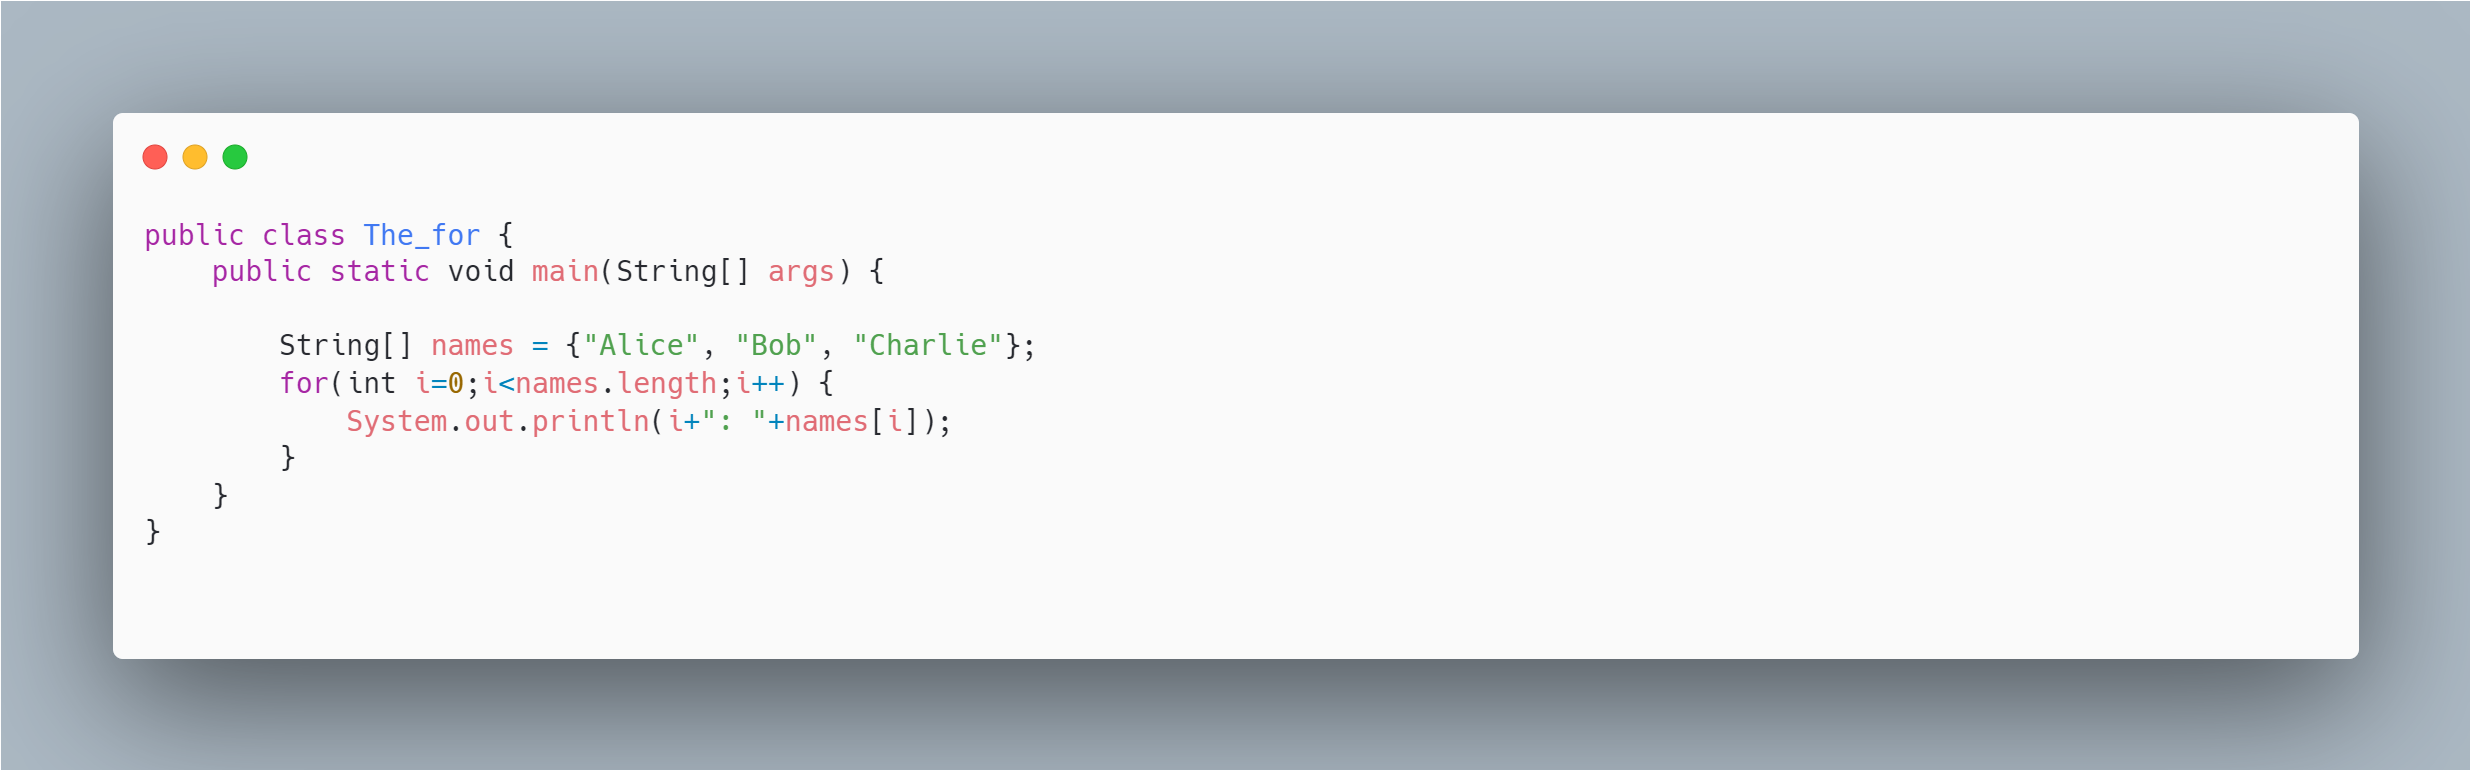 public class The_for {
    public static void main(String[] args) {

        String[] names = {"Alice", "Bob", "Charlie"};
        for(int i=0;i<names.length;i++) {
            System.out.println(i+": "+names[i]);
        }
    }
}